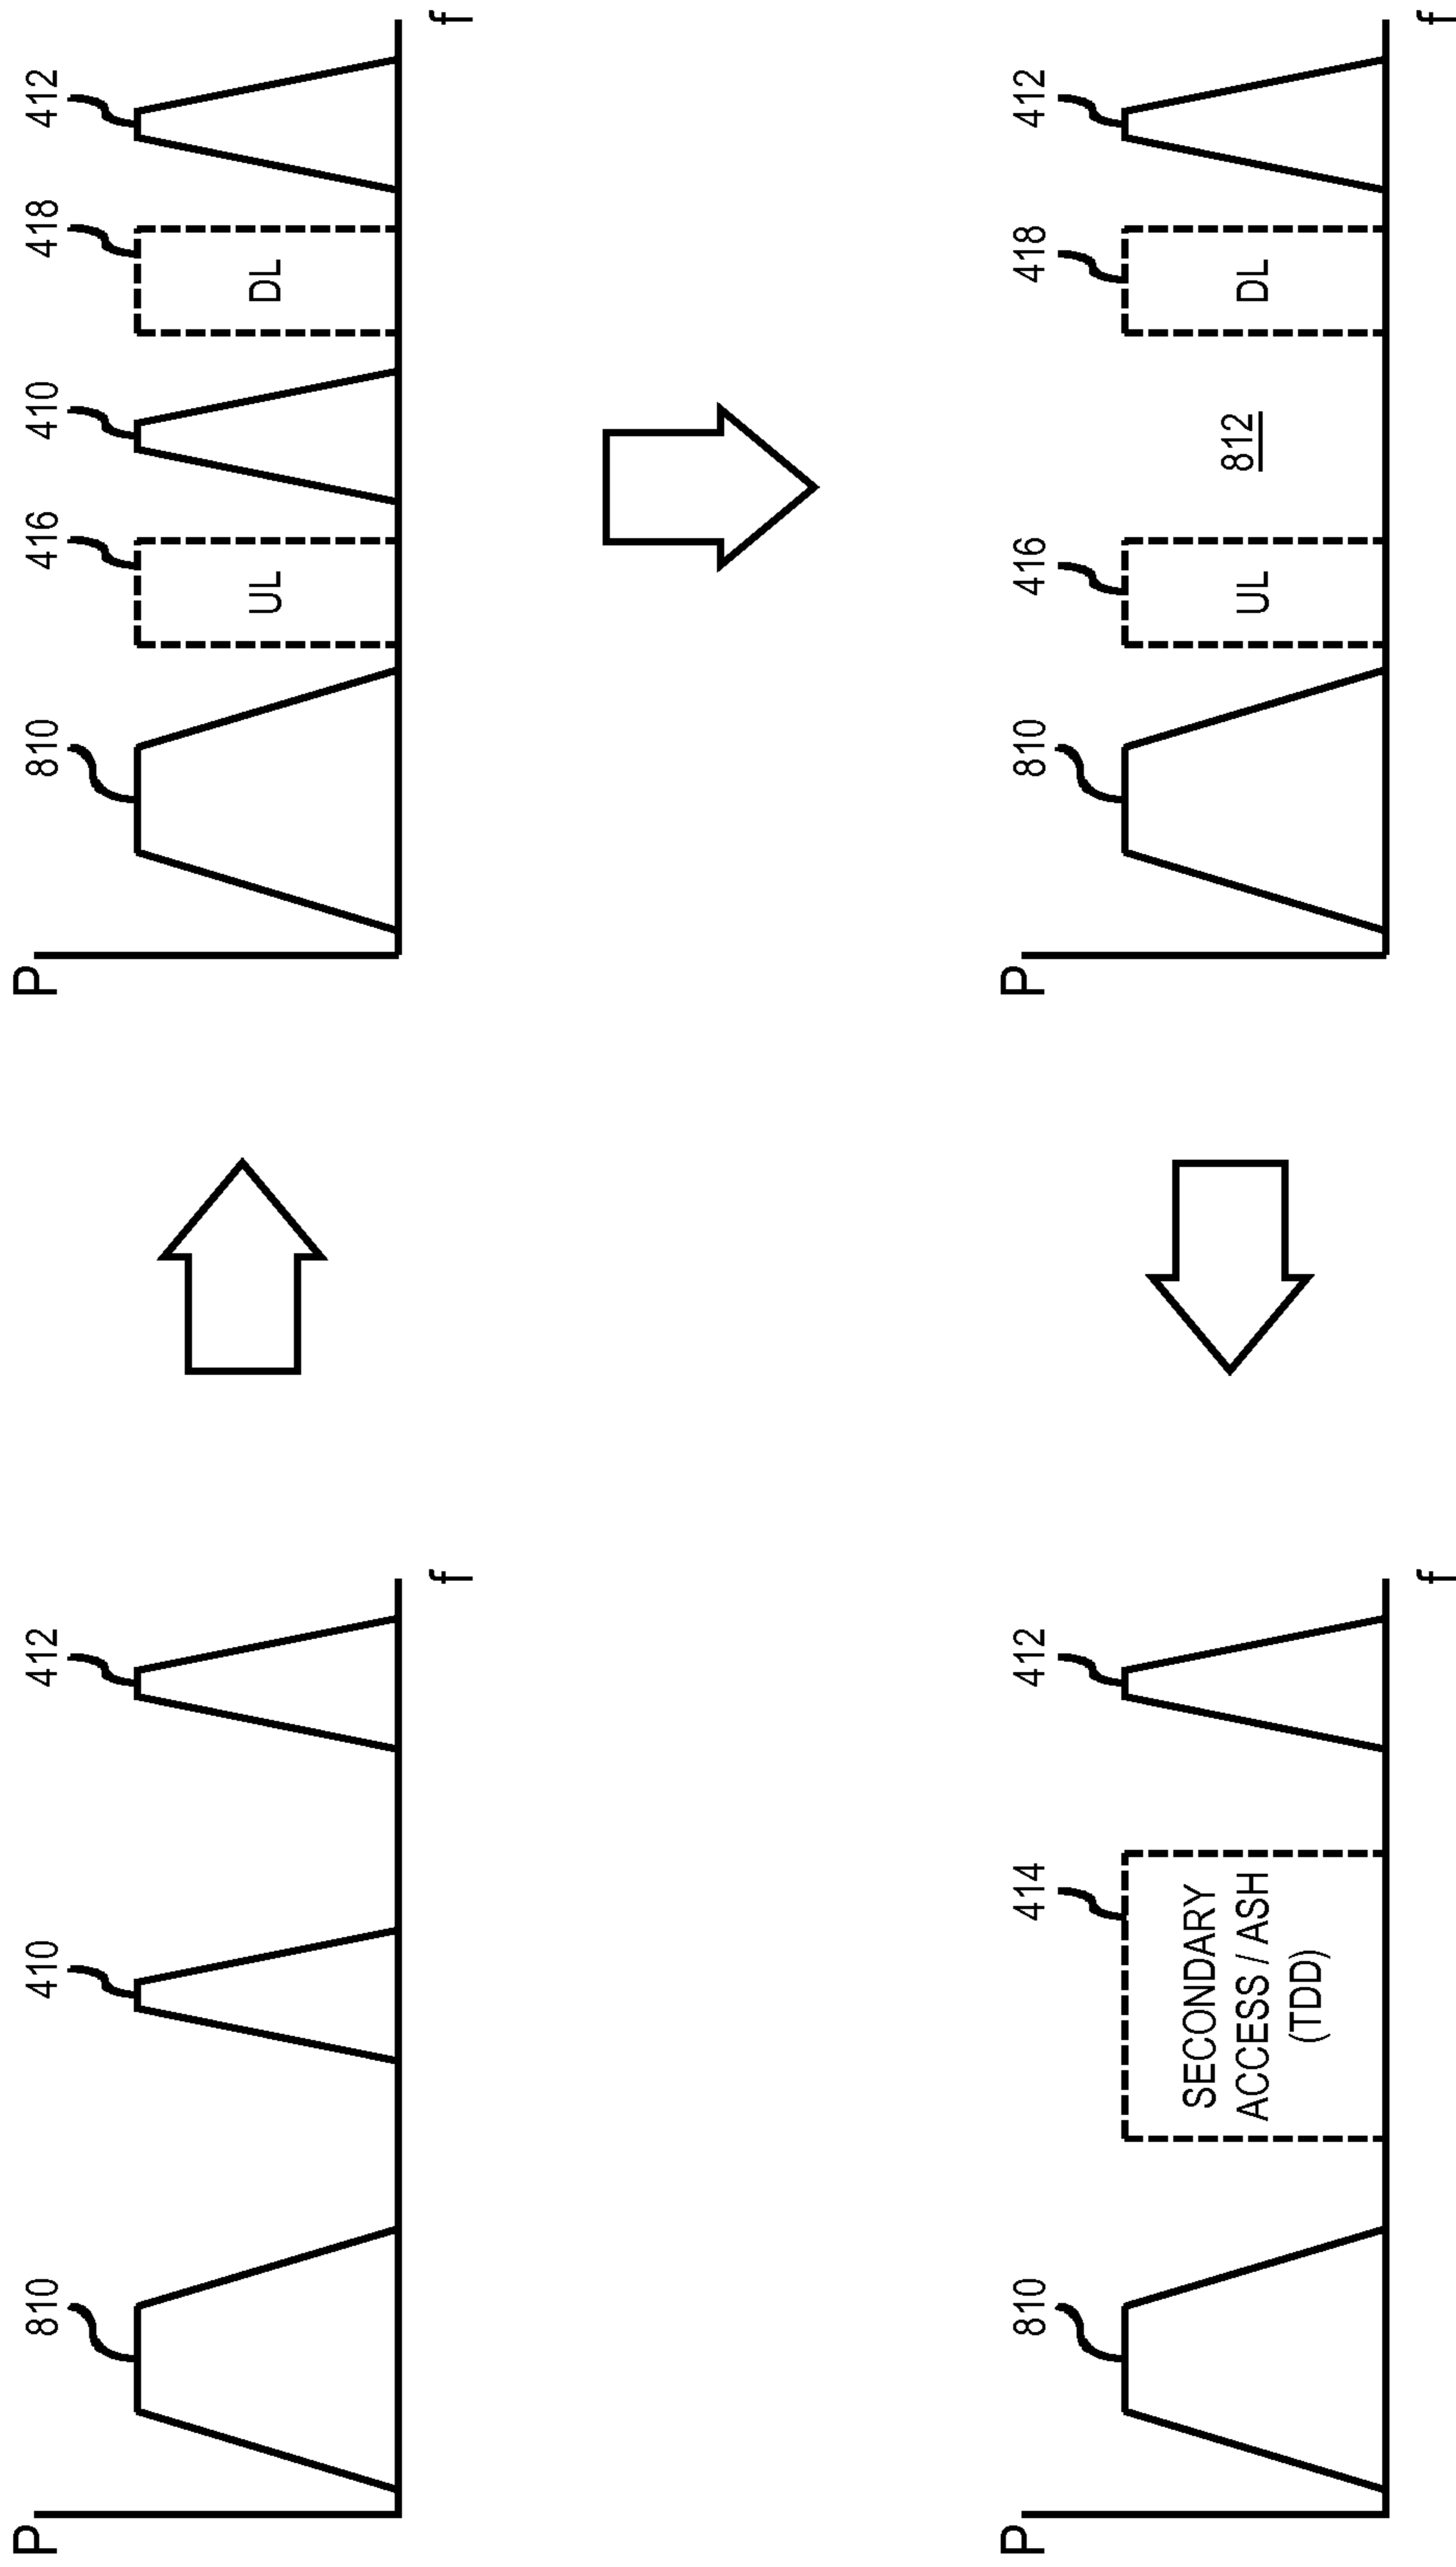 P
810
410
412
f
P
810
416
410
418
412
UL
DL
f
P
810
414
412
SECONDARY
ACCESS / ASH
(TDD)
f
P
810
416
418
412
UL
812
DL
f